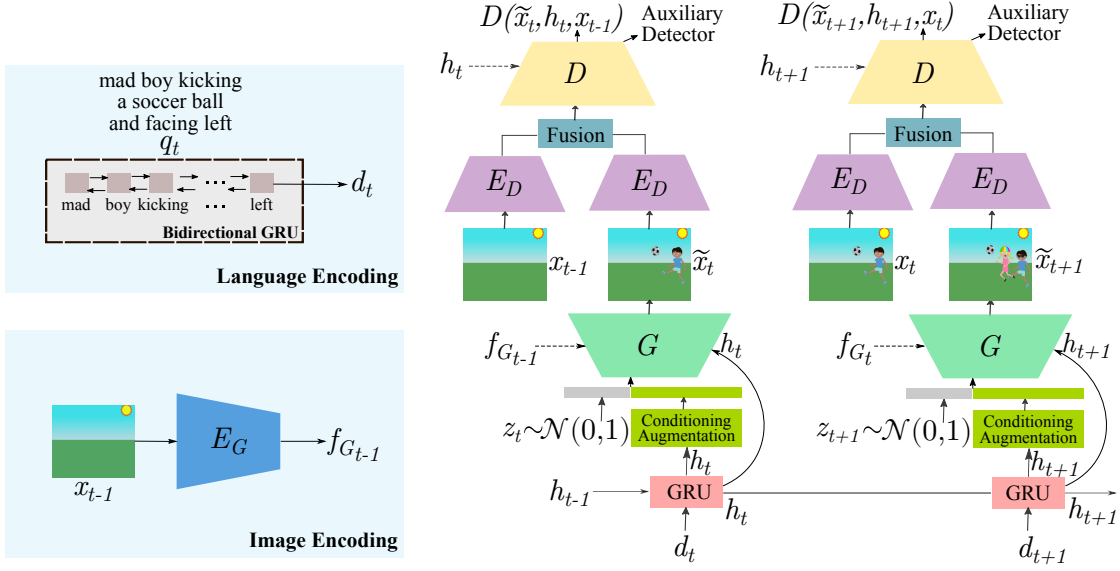 mad boy kicking
a soccer ball
and facing left
q_t
mad boy kicking ... left
d_t
Bidirectional GRU
Language Encoding
x_{t-1}
E_G
f_{G_{t-1}}
Image Encoding
D(x̃_t, h_t, x_{t-1})
Auxiliary
Detector
h_t
D
Fusion
E_D
E_D
x_{t-1}
x̃_t
f_{G_{t-1}}
G
h_t
z_t~𝒩(0,1)
Conditioning
Augmentation
h_t
h_{t-1}
GRU
h_t
d_t
D(x̃_{t+1}, h_{t+1}, x_t)
Auxiliary
Detector
h_{t+1}
D
Fusion
E_D
E_D
x_t
x̃_{t+1}
f_{G_t}
G
h_{t+1}
z_{t+1}~𝒩(0,1)
Conditioning
Augmentation
h_{t+1}
GRU
h_{t+1}
d_{t+1}